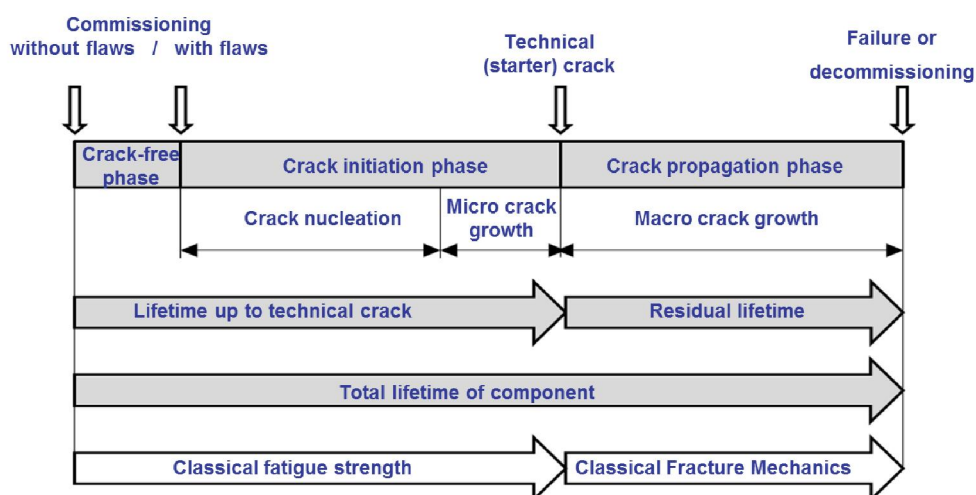 Commissioning
without flaws / with flaws
Technical
(starter) crack
Failure or
decommissioning
Crack-free
phase
Crack initiation phase
Crack propagation phase
Crack nucleation
Micro crack
growth
Macro crack growth
Lifetime up to technical crack
Residual lifetime
Total lifetime of component
Classical fatigue strength
Classical Fracture Mechanics